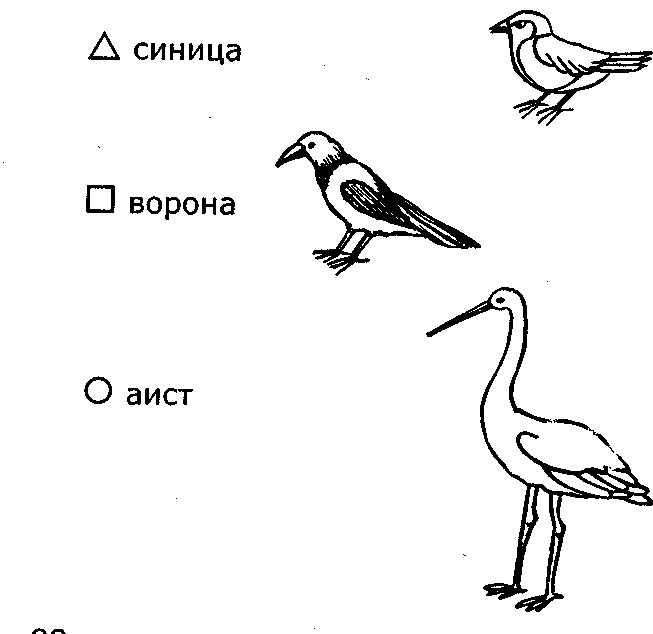 △ синица
□ ворона
○ аист